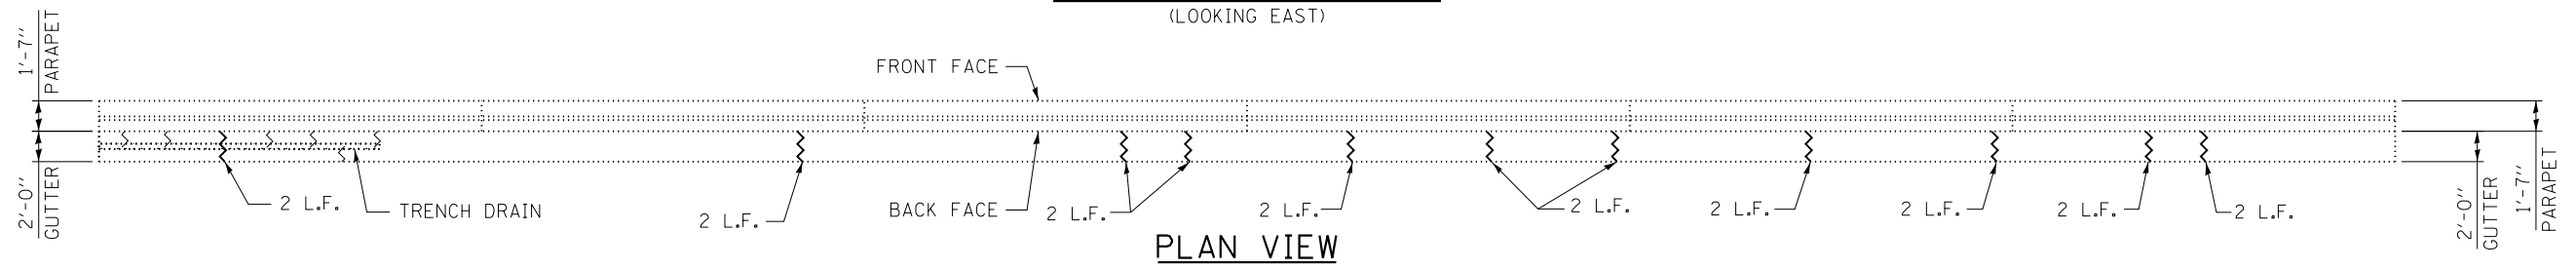 (LOOKING EAST)
1'-7"
PARAPET
FRONT FACE
2'-0"
GUTTER
2 L.F.
TRENCH DRAIN
2 L.F.
BACK FACE
2 L.F.
2 L.F.
2 L.F.
2 L.F.
2 L.F.
2 L.F.
2 L.F.
2'-0"
GUTTER
1'-7"
PARAPET
PLAN VIEW